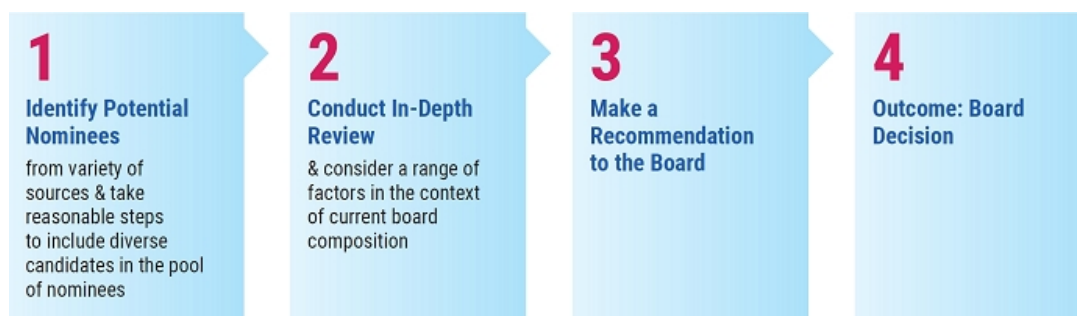 1
Identify Potential
Nominees
from variety of
sources & take
reasonable steps
to include diverse
candidates in the pool
of nominees
2
Conduct In-Depth
Review
& consider a range of
factors in the context
of current board
composition
3
Make a
Recommendation
to the Board
4
Outcome: Board
Decision